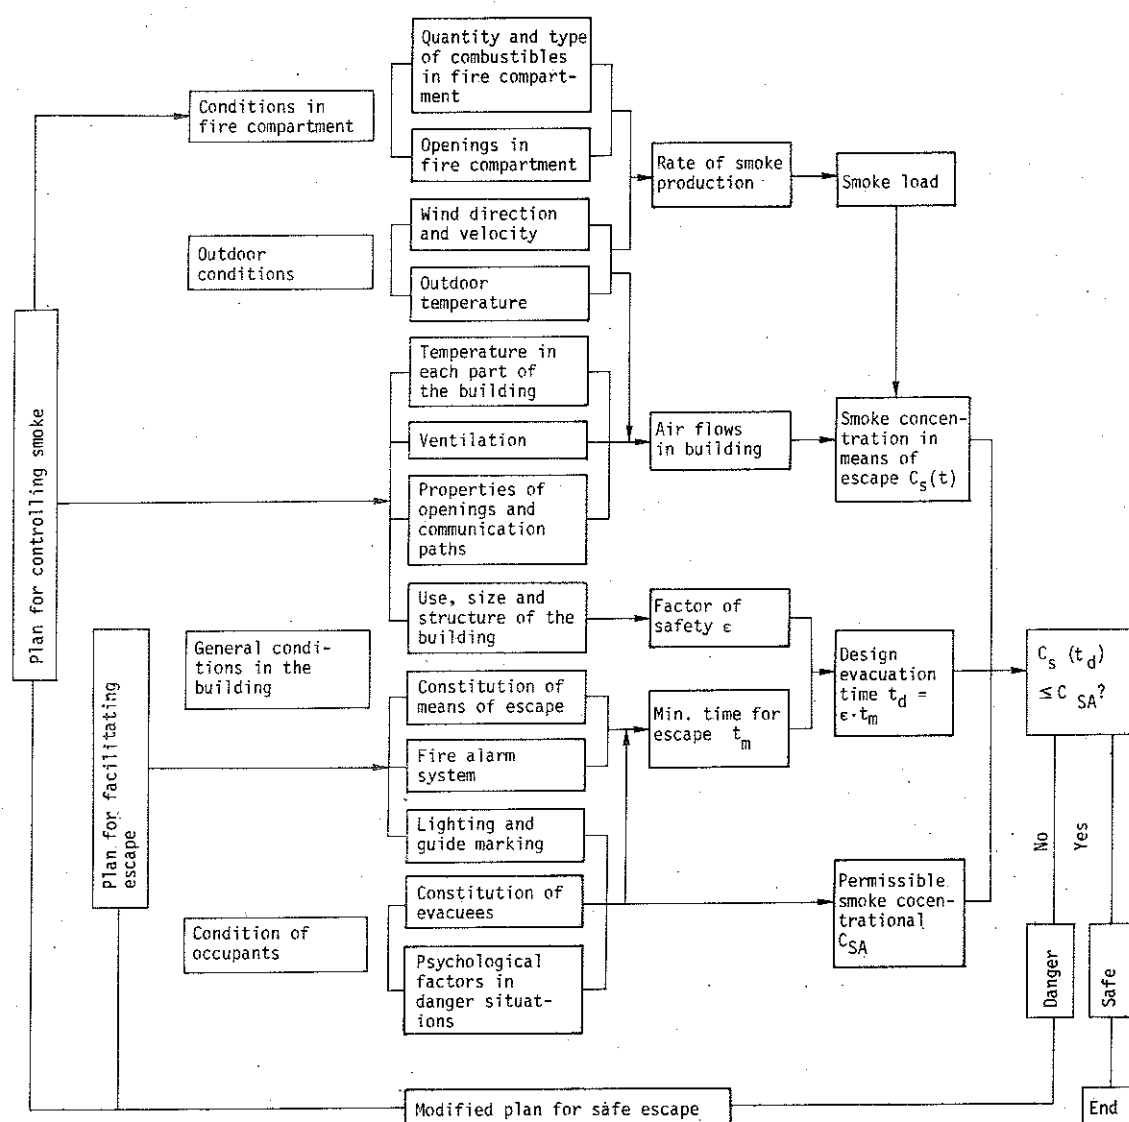 Quantity and type
of combustibles
in fire compart-
ment
Conditions in
fire compartment
Openings in
fire compartment
Rate of smoke
production
Smoke load
Wind direction
and velocity
Outdoor
conditions
Outdoor
temperature
Plan for controlling smoke
Temperature in
each part of
the building
Ventilation
Air flows
in building
Smoke concen-
tration in
means of
escape Cs(t)
Properties of
openings and
communication
paths
Use, size and
structure of the
building
Factor of
safety ε
General condi-
tions in the
building
Plan for facilitating
escape
Constitution of
means of escape
Min. time for
escape tm
Design
evacuation
time td =
ε·tm
Cs (td)
≤ C SA?
Fire alarm
system
Lighting and
guide marking
No
Yes
Constitution of
evacuees
Permissible
smoke cocen-
trational
CSA
Condition of
occupants
Psychological
factors in
danger situat-
ions
Danger
Safe
Modified plan for safe escape
End